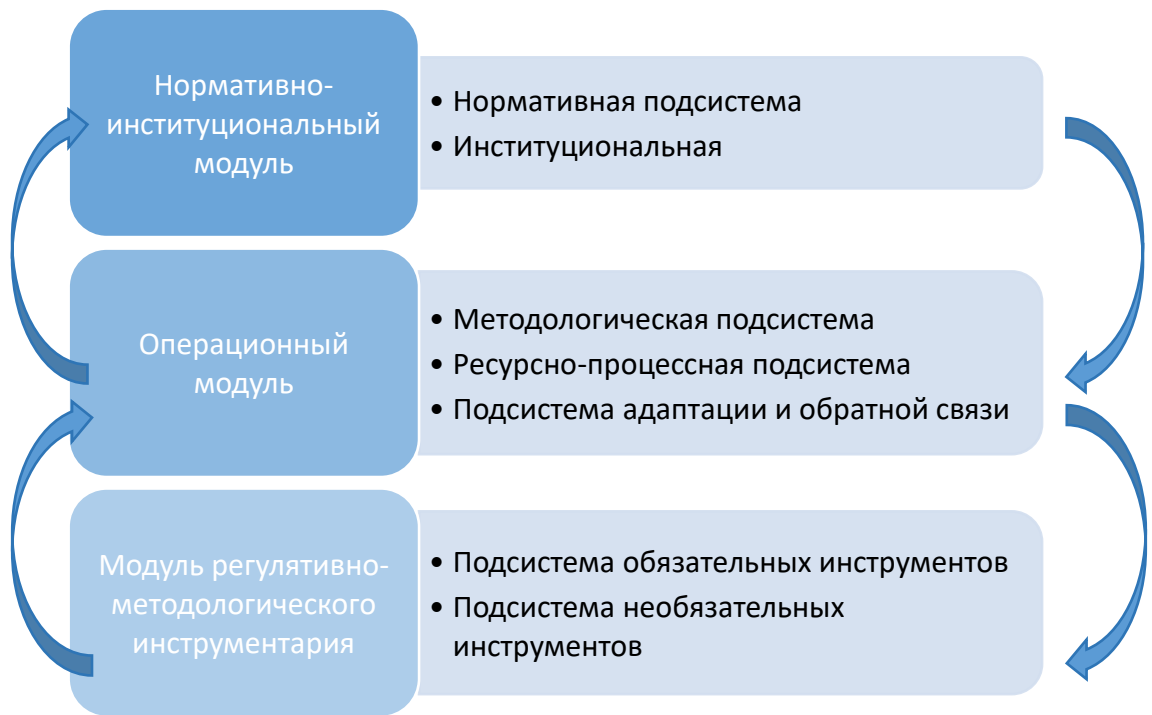 Нормативно-
институциональный
модуль
• Нормативная подсистема
• Институциональная
Операционный
модуль
• Методологическая подсистема
• Ресурсно-процессная подсистема
• Подсистема адаптации и обратной связи
Модуль регулятивно-
методологического
инструментария
• Подсистема обязательных инструментов
• Подсистема необязательных
инструментов